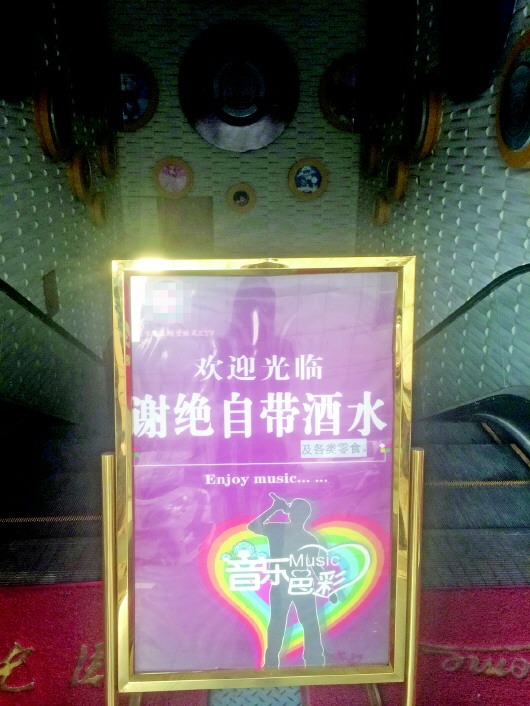 欢迎光临
谢绝自带酒水
及各类零食。
Enjoy music... ...
Music
音乐色彩